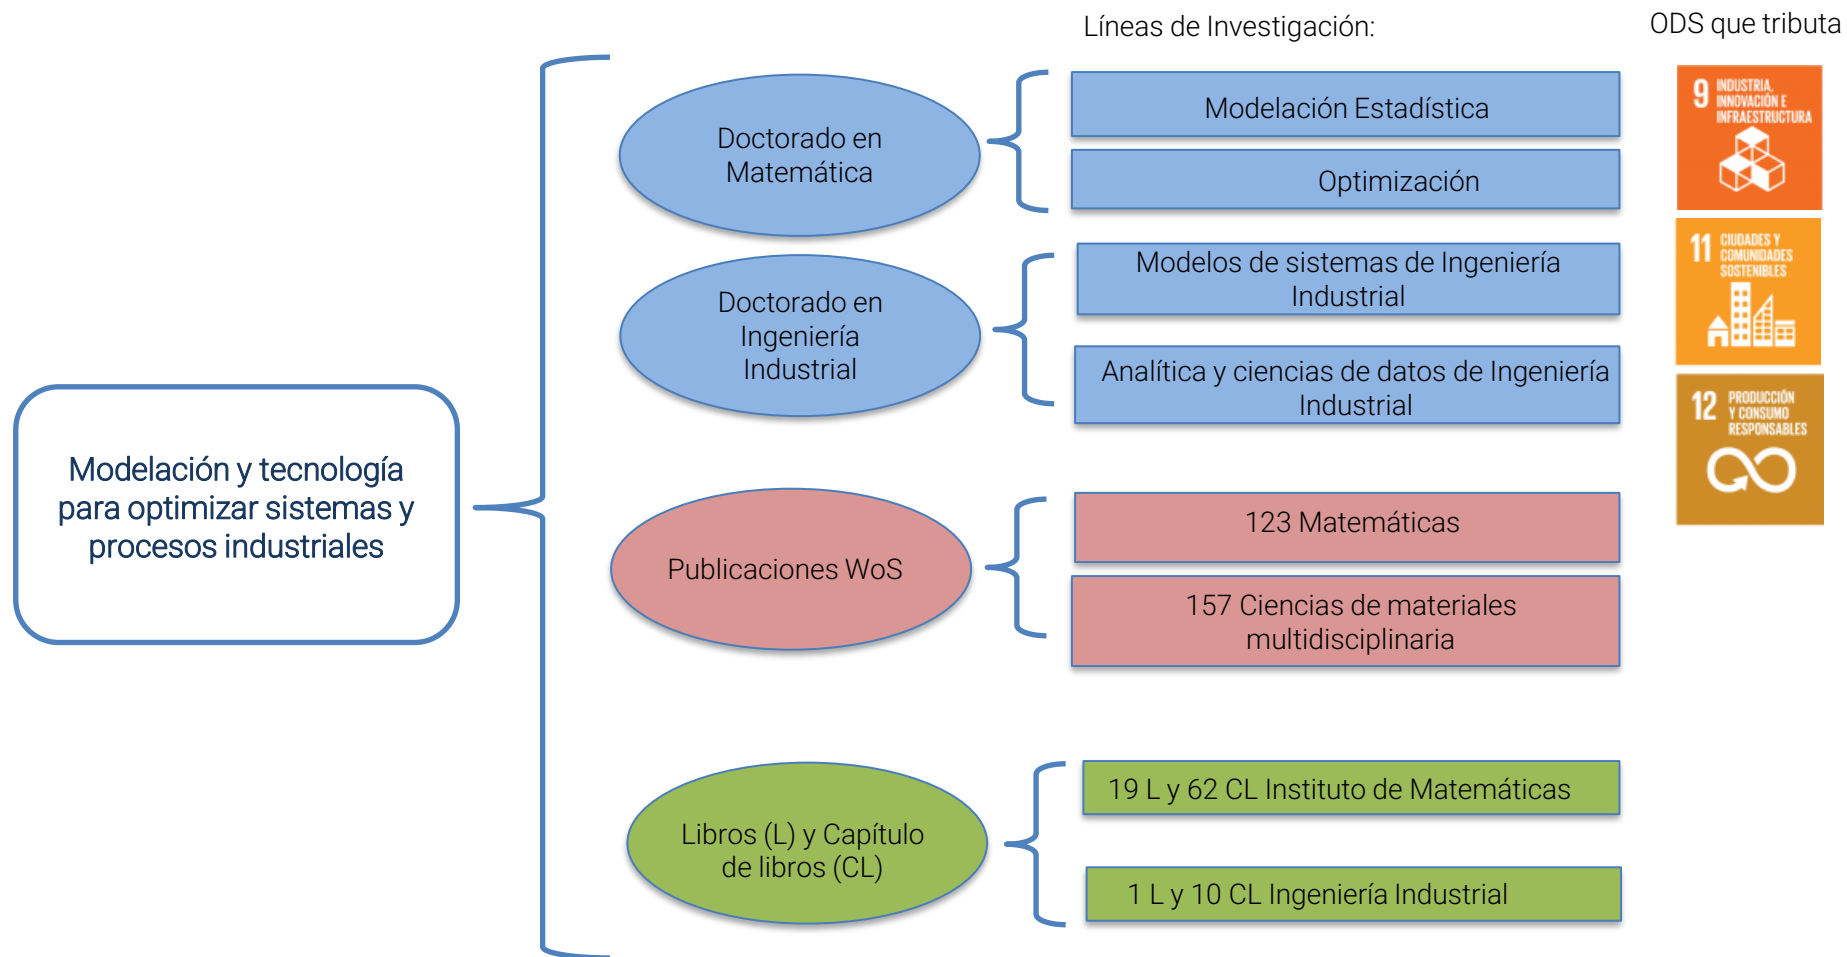 Líneas de Investigación:
ODS que tributa
Modelación y tecnología
para optimizar sistemas y
procesos industriales
Doctorado en
Matemática
Modelación Estadística
Optimización
Doctorado en
Ingeniería
Industrial
Modelos de sistemas de Ingeniería
Industrial
Analítica y ciencias de datos de Ingeniería
Industrial
Publicaciones WoS
123 Matemáticas
157 Ciencias de materiales
multidisciplinaria
Libros (L) y Capítulo
de libros (CL)
19 L y 62 CL Instituto de Matemáticas
1 L y 10 CL Ingeniería Industrial
9 INDUSTRIA,
INNOVACIÓN E
INFRAESTRUCTURA
11 CIUDADES Y
COMUNIDADES
SOSTENIBLES
12 PRODUCCIÓN
Y CONSUMO
RESPONSABLES